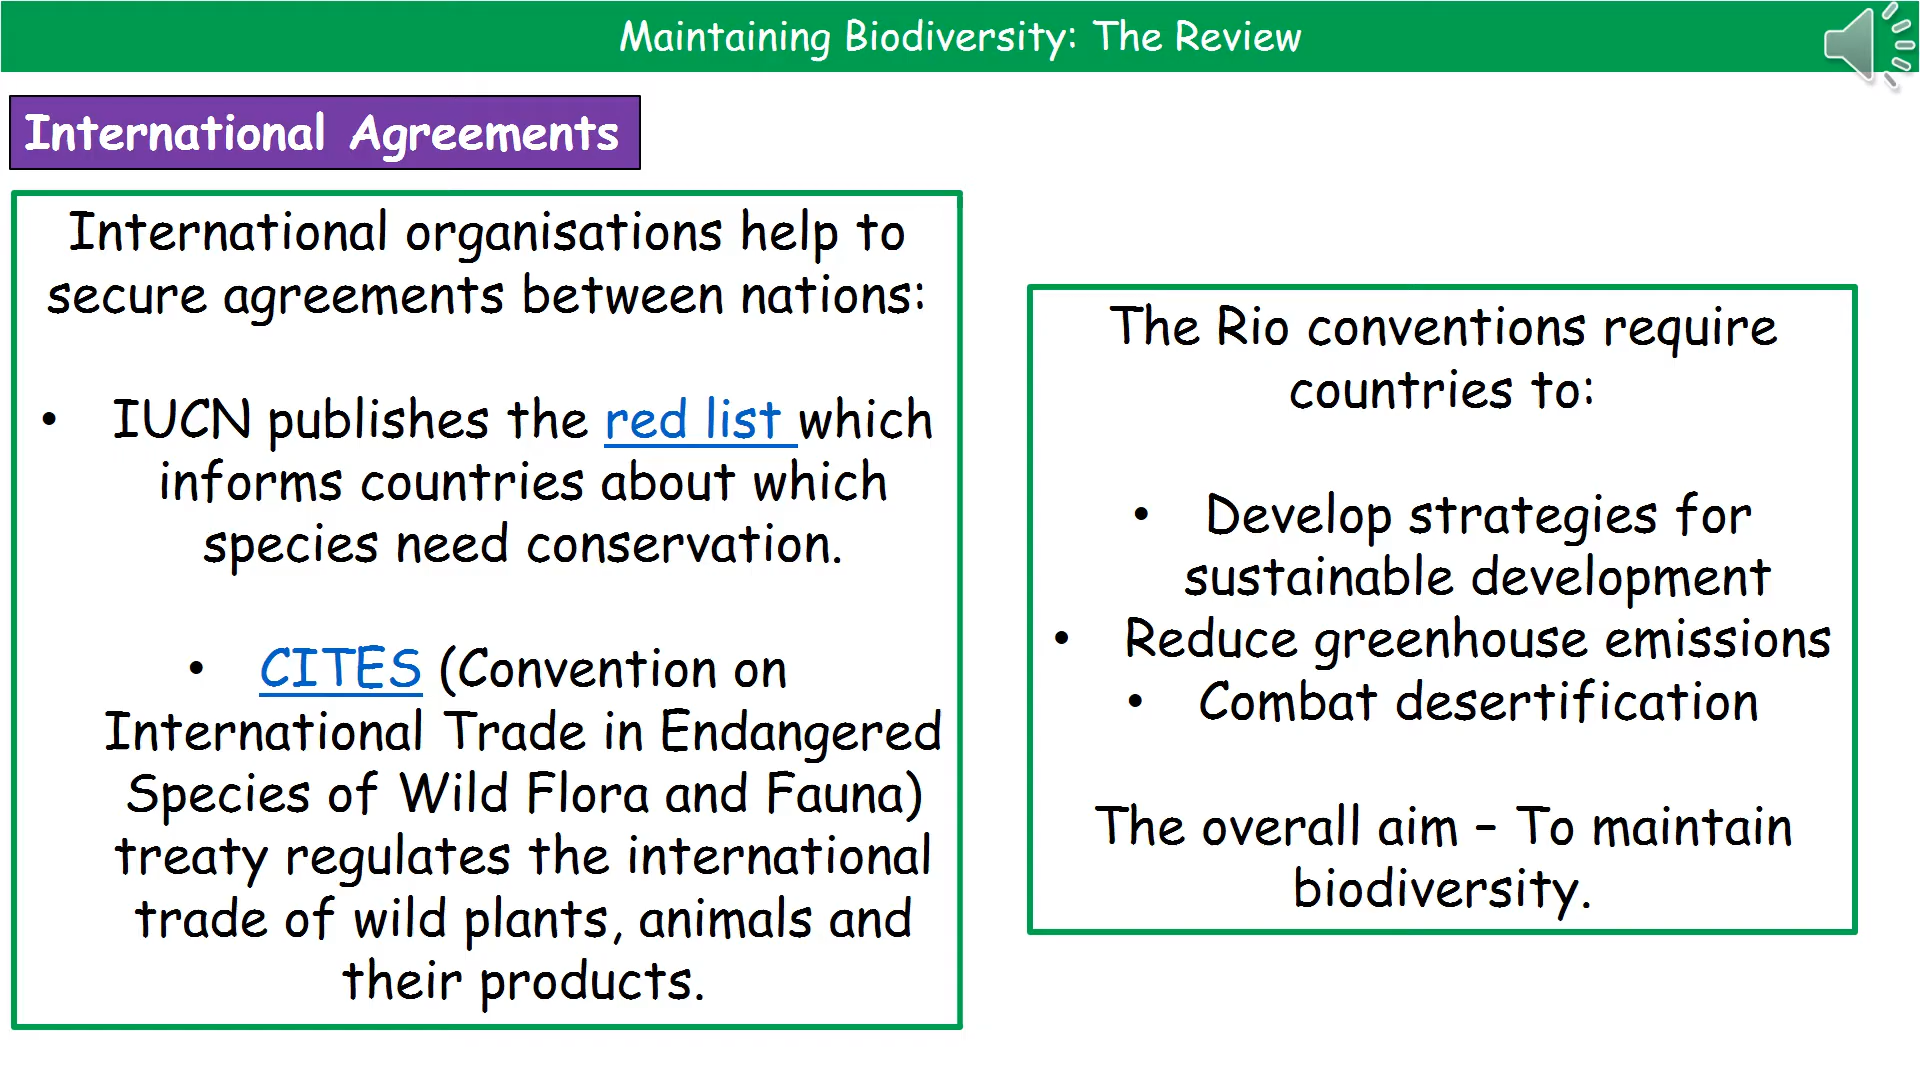 Maintaining Biodiversity: The Review
International Agreements
International organisations help to
secure agreements between nations:
• IUCN publishes the red list which
informs countries about which
species need conservation.
• CITES (Convention on
International Trade in Endangered
Species of Wild Flora and Fauna)
treaty regulates the international
trade of wild plants, animals and
their products.
The Rio conventions require
countries to:
• Develop strategies for
sustainable development
• Reduce greenhouse emissions
• Combat desertification
The overall aim – To maintain
biodiversity.